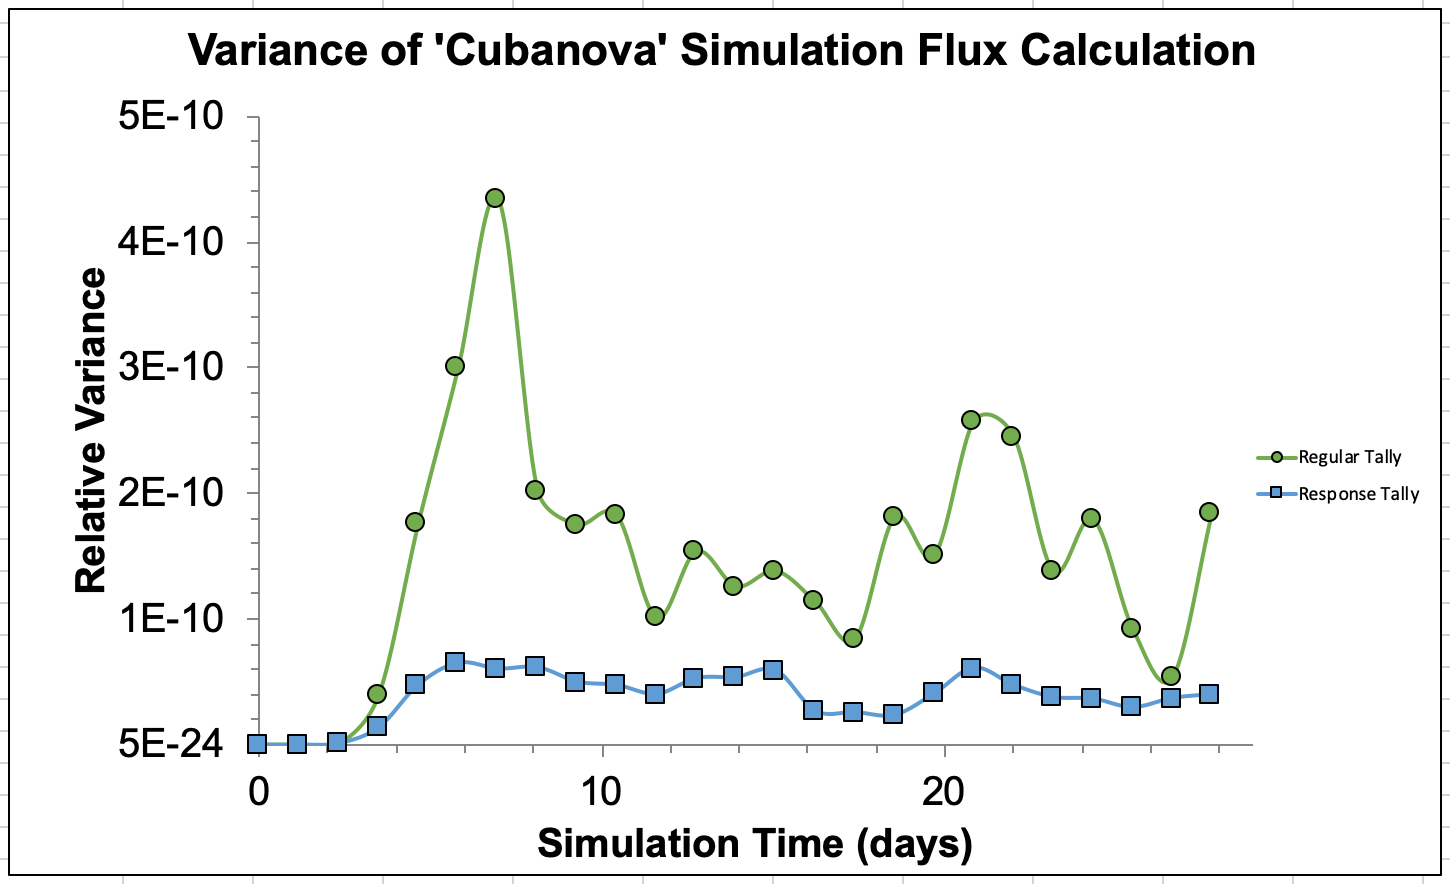 Variance of 'Cubanova' Simulation Flux Calculation
5E-10
4E-10
3E-10
2E-10
1E-10
5E-24
Relative Variance
0 10 20
Simulation Time (days)
Regular Tally
Response Tally